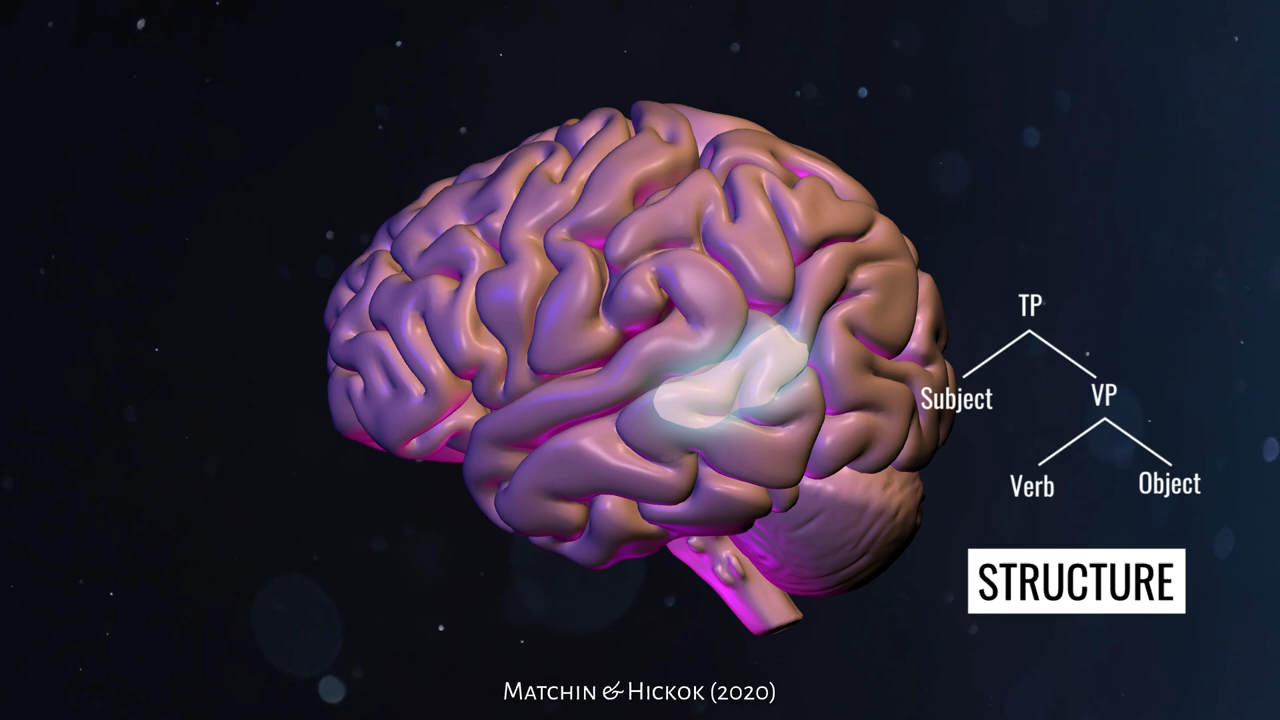 TP
Subject
VP
Verb
Object
STRUCTURE
Matchin & Hickok (2020)